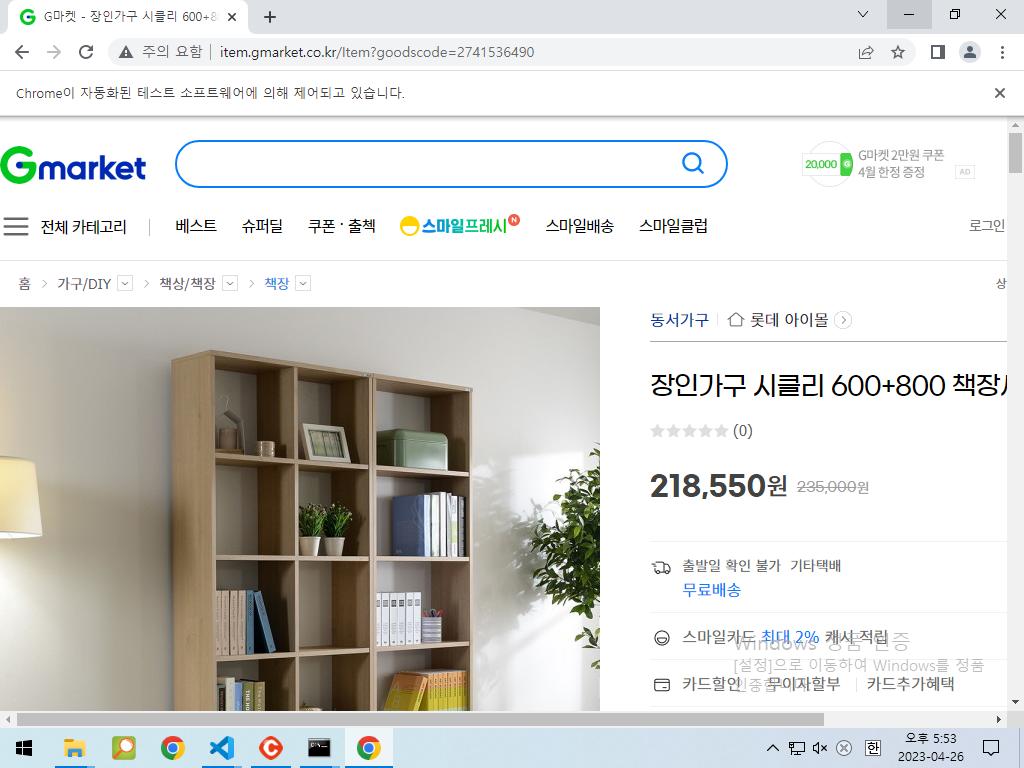 G마켓 - 장인가구 시클리 600+8
주의 요함
item.gmarket.co.kr/Item?goodscode=2741536490
Chrome이 자동화된 테스트 소프트웨어에 의해 제어되고 있습니다.
Gmarket
20,000
G마켓 2만원 쿠폰
4월 한정 증정
AD
전체 카테고리
베스트
슈퍼딜
쿠폰·출첵
스마일프레시
N
스마일배송
스마일클럽
로그인
홈 > 가구/DIY > 책상/책장 > 책장
상
동서가구
롯데 아이몰
장인가구 시클리 600+800 책장
(0)
218,550원 235,000원
출발일 확인 불가 기타택배
무료배송
스마일카드 최대 2% 캐시 적립
Windows 정품 인증
[설정]으로 이동하여 Windows를 정품
카드할인 무이자할부 카드추가혜택
한
오후 5:53
2023-04-26